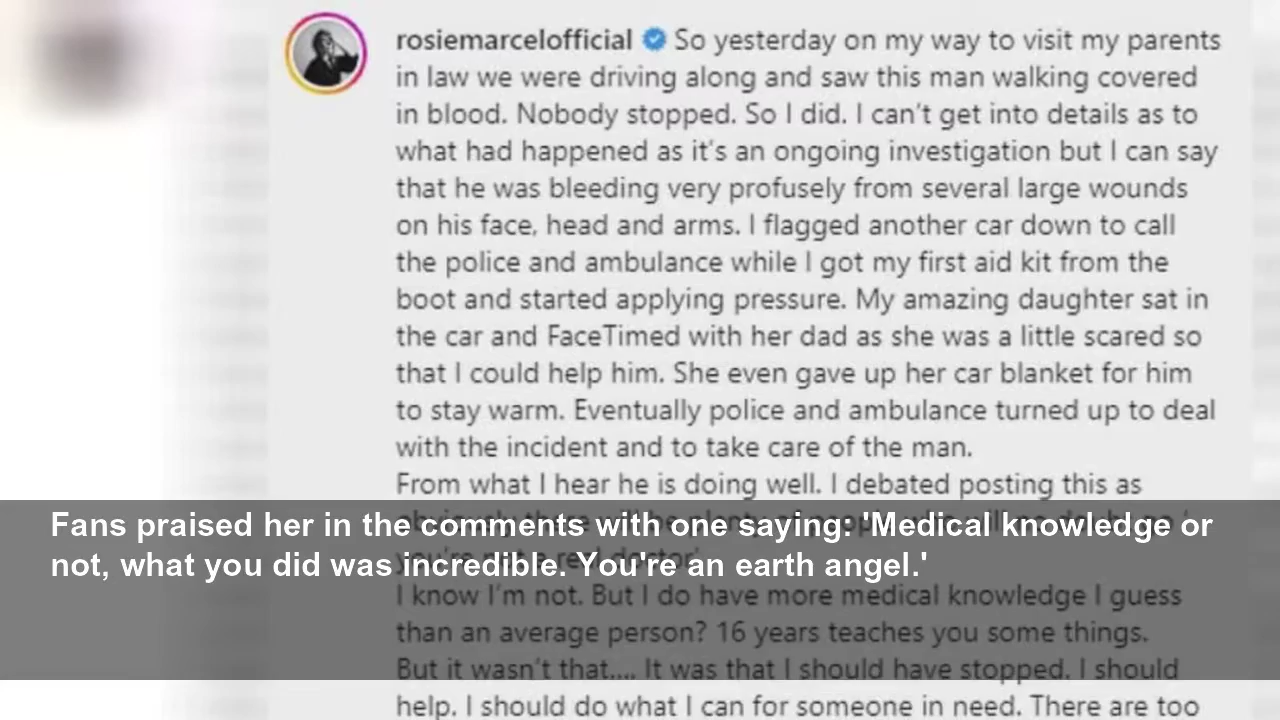 rosiemarcelofficial So yesterday on my way to visit my parents
in law we were driving along and saw this man walking covered
in blood. Nobody stopped. So I did. I can't get into details as to
what had happened as it's an ongoing investigation but I can say
that he was bleeding very profusely from several large wounds
on his face, head and arms. I flagged another car down to call
the police and ambulance while I got my first aid kit from the
boot and started applying pressure. My amazing daughter sat in
the car and FaceTimed with her dad as she was a little scared so
that I could help him. She even gave up her car blanket for him
to stay warm. Eventually police and ambulance turned up to deal
with the incident and to take care of the man.
From what I hear he is doing well. I debated posting this as
Fans praised her in the comments with one saying: 'Medical knowledge or
not, what you did was incredible. You're an earth angel.'
I know I'm not. But I do have more medical knowledge I guess
than an average person? 16 years teaches you some things.
But it wasn't that.... It was that I should have stopped. I should
help. I should do what I can for someone in need. There are too